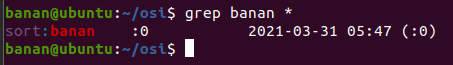 banan@ubuntu:~/osi$ grep banan *
sort:banan    :0           2021-03-31 05:47 (:0)
banan@ubuntu:~/osi$